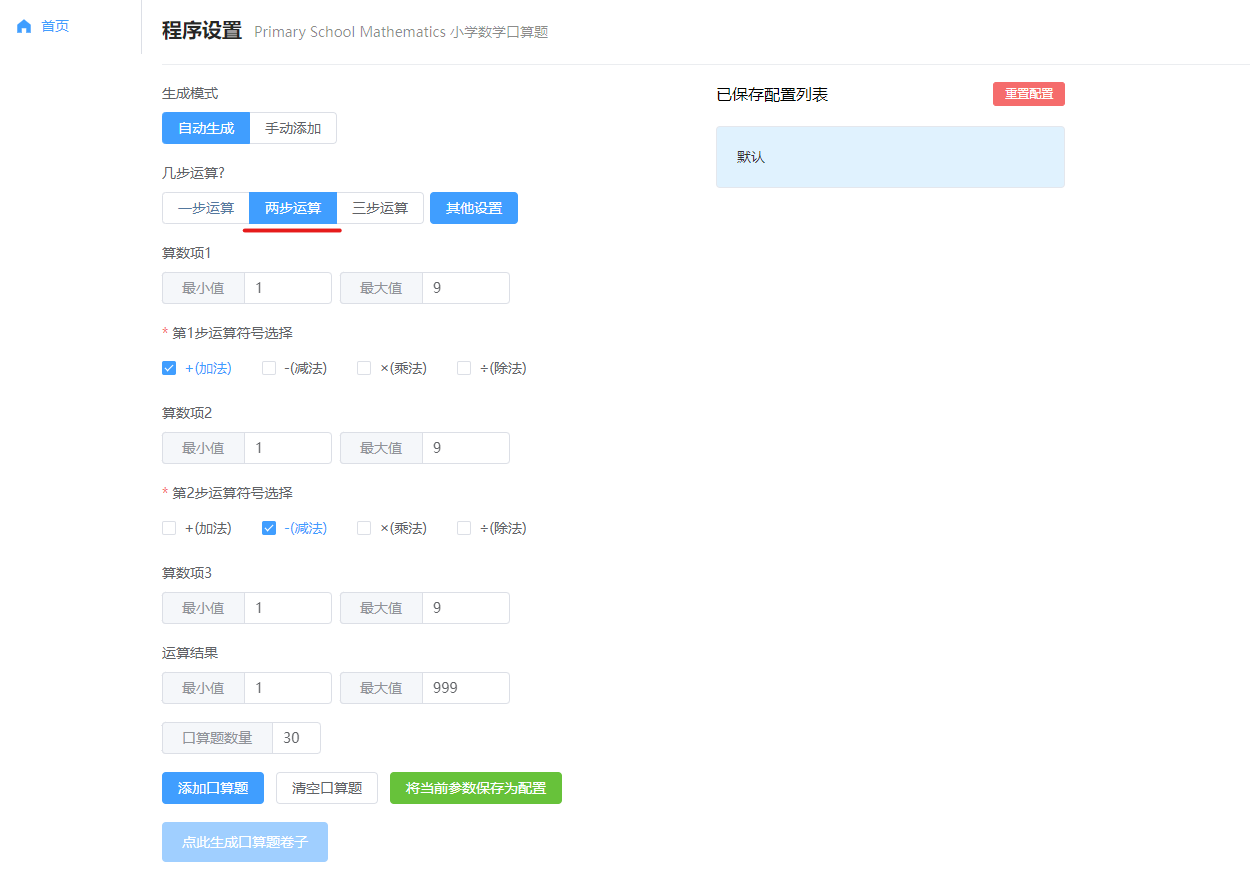 首页
程序设置 Primary School Mathematics 小学数学口算题
生成模式
自动生成 手动添加
几步运算?
一步运算 两步运算 三步运算 其他设置
算数项1
最小值 1 最大值 9
* 第1步运算符号选择
+(加法) -(减法) ×(乘法) ÷(除法)
算数项2
最小值 1 最大值 9
* 第2步运算符号选择
+(加法) -(减法) ×(乘法) ÷(除法)
算数项3
最小值 1 最大值 9
运算结果
最小值 1 最大值 999
口算题数量 30
添加口算题 清空口算题 将当前参数保存为配置
点此生成口算题卷子
已保存配置列表 重置配置
默认